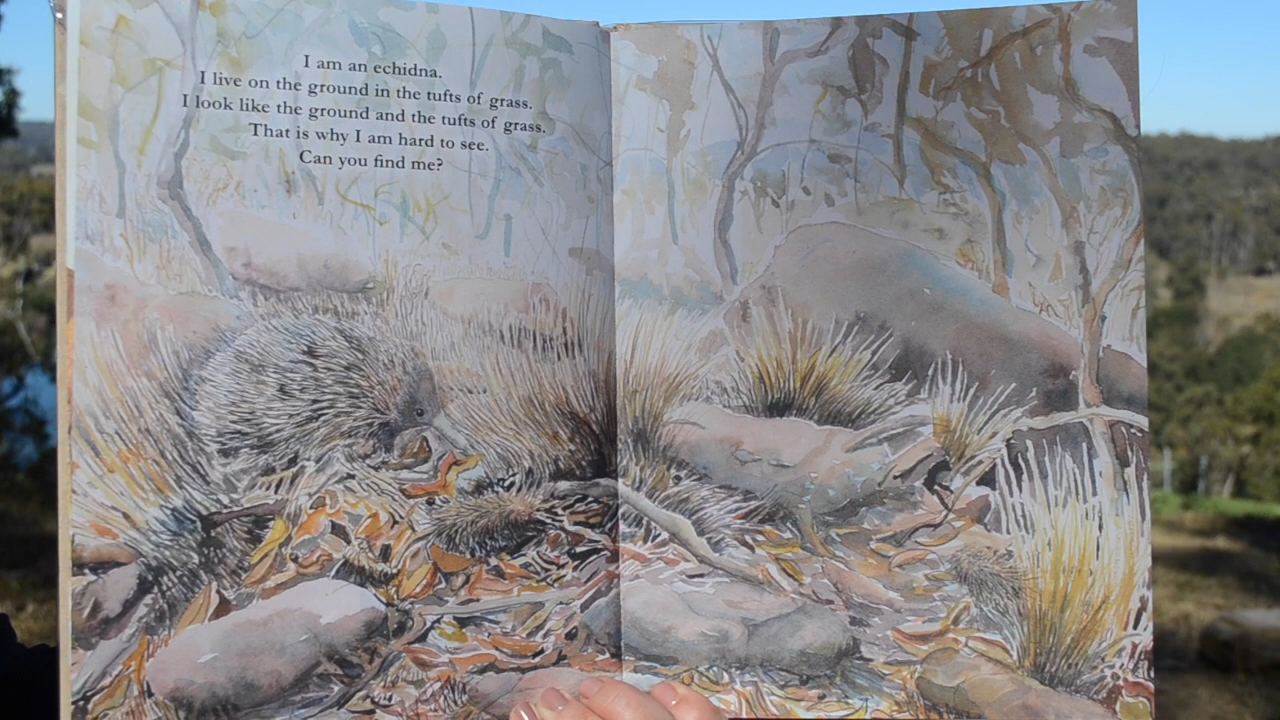 I am an echidna.
I live on the ground in the tufts of grass.
I look like the ground and the tufts of grass.
That is why I am hard to see.
Can you find me?